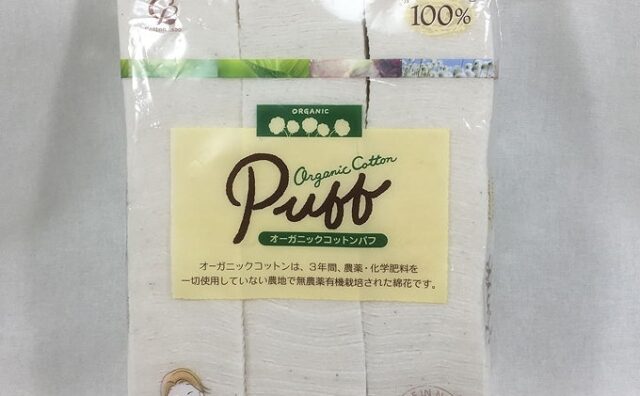 100%
ORGANIC
Organic Cotton
Puff
オーガニックコットンパフ
オーガニックコットンは、3年間、農薬・化学肥料を
一切使用していない農地で無農薬有機栽培された綿花です。